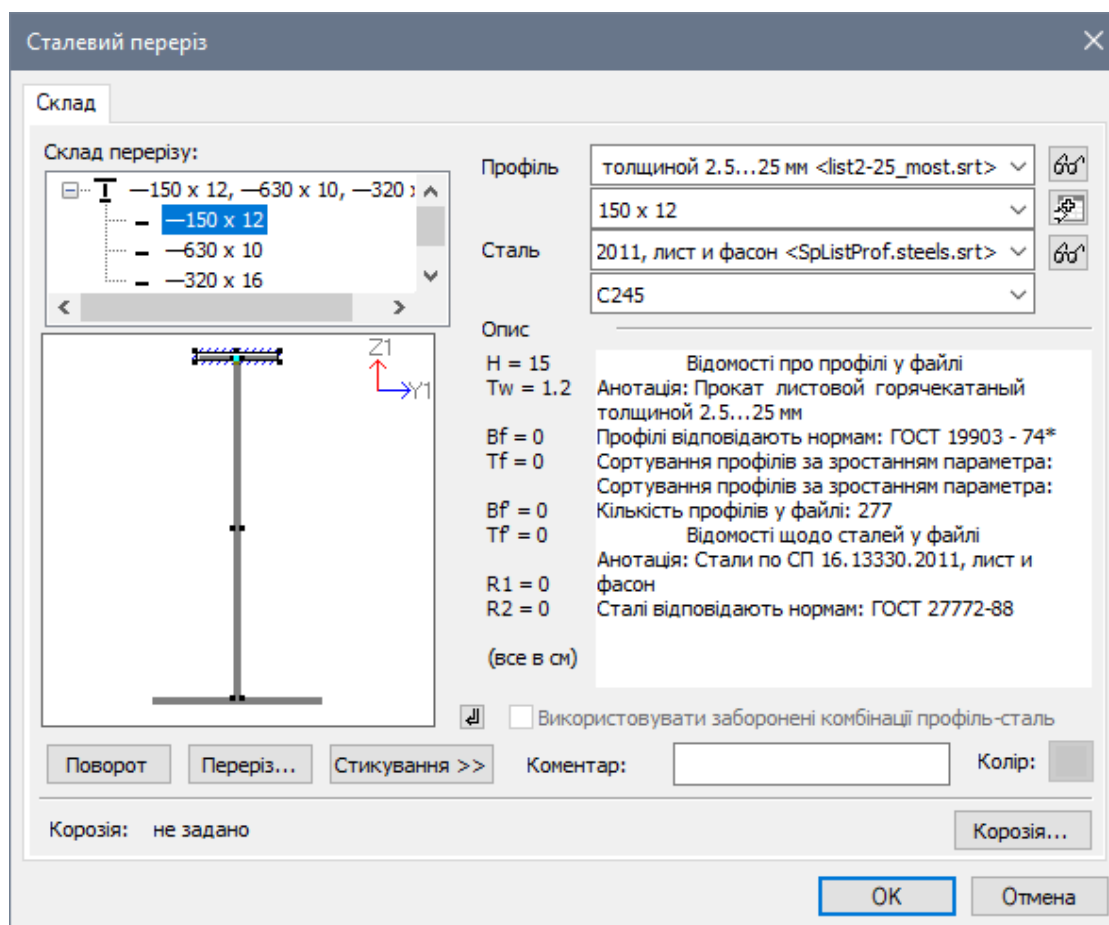 Сталевий переріз
Склад
Склад перерізу:
—150 x 12, —630 x 10, —320 x
—150 x 12
—630 x 10
—320 x 16
Z1
Y1
Профіль
толщиной 2.5...25 мм <list2-25_most.srt>
150 x 12
Сталь
2011, лист и фасон <SpListProf.steels.srt>
C245
Опис
H = 15
Tw = 1.2
Bf = 0
Tf = 0
Bf' = 0
Tf' = 0
R1 = 0
R2 = 0
(все в см)
Відомості про профілі у файлі
Анотація: Прокат листовой горячекатаный
толщиной 2.5...25 мм
Профілі відповідають нормам: ГОСТ 19903 - 74*
Сортування профілів за зростанням параметра:
Сортування профілів за зростанням параметра:
Кількість профілів у файлі: 277
Відомості щодо сталей у файлі
Анотація: Стали по СП 16.13330.2011, лист и
фасон
Сталі відповідають нормам: ГОСТ 27772-88
Використовувати заборонені комбінації профіль-сталь
Поворот
Переріз...
Стикування >>
Коментар:
Колір:
Корозія: не задано
Корозія...
OK
Отмена